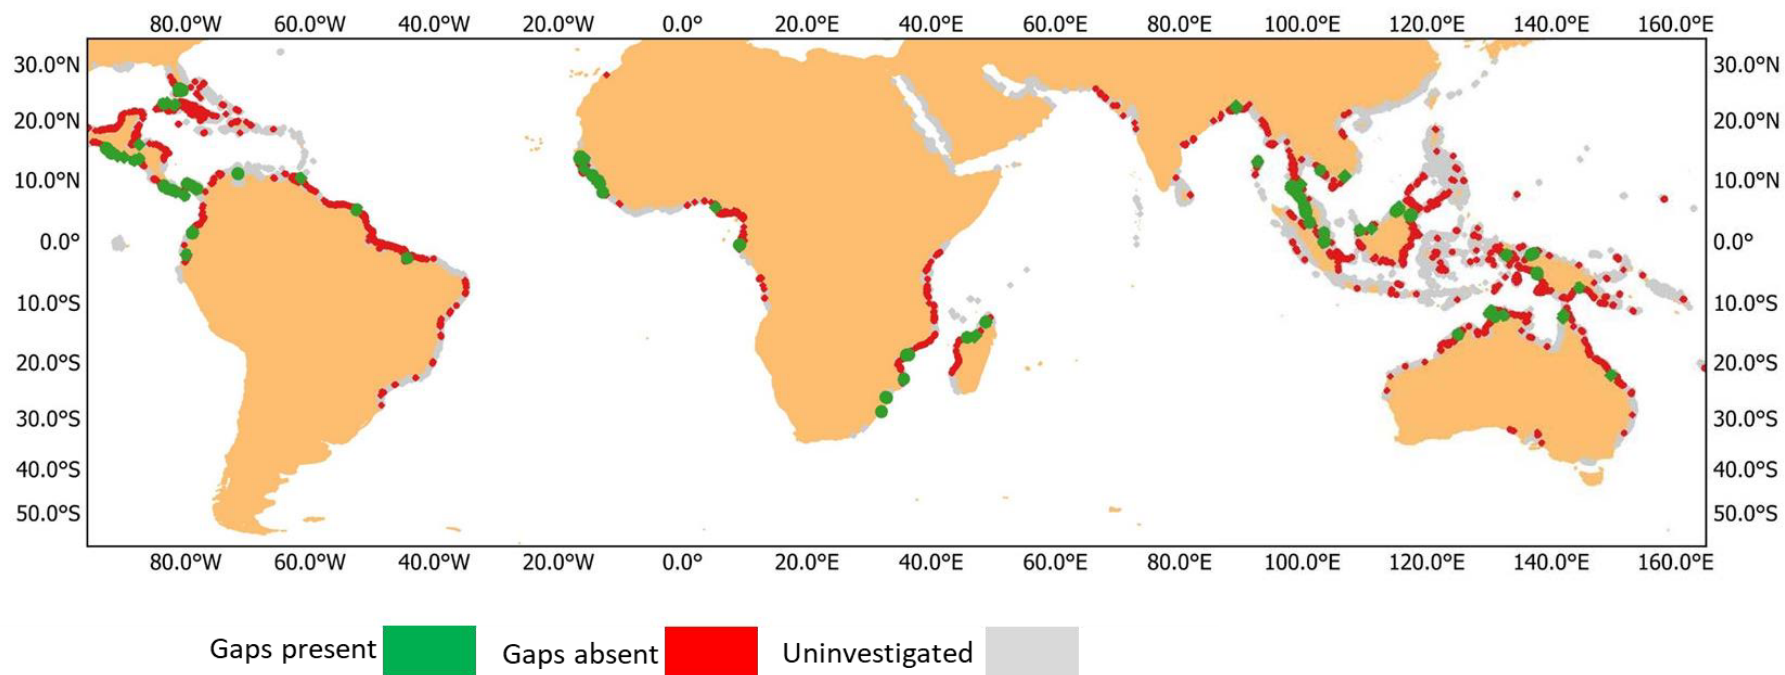 80.0°W 60.0°W 40.0°W 20.0°W 0.0° 20.0°E 40.0°E 60.0°E 80.0°E 100.0°E 120.0°E 140.0°E 160.0°E
30.0°N 30.0°N
20.0°N 20.0°N
10.0°N 10.0°N
0.0° 0.0°
10.0°S 10.0°S
20.0°S 20.0°S
30.0°S 30.0°S
40.0°S 40.0°S
50.0°S 50.0°S
80.0°W 60.0°W 40.0°W 20.0°W 0.0° 20.0°E 40.0°E 60.0°E 80.0°E 100.0°E 120.0°E 140.0°E 160.0°E
Gaps present Gaps absent Uninvestigated